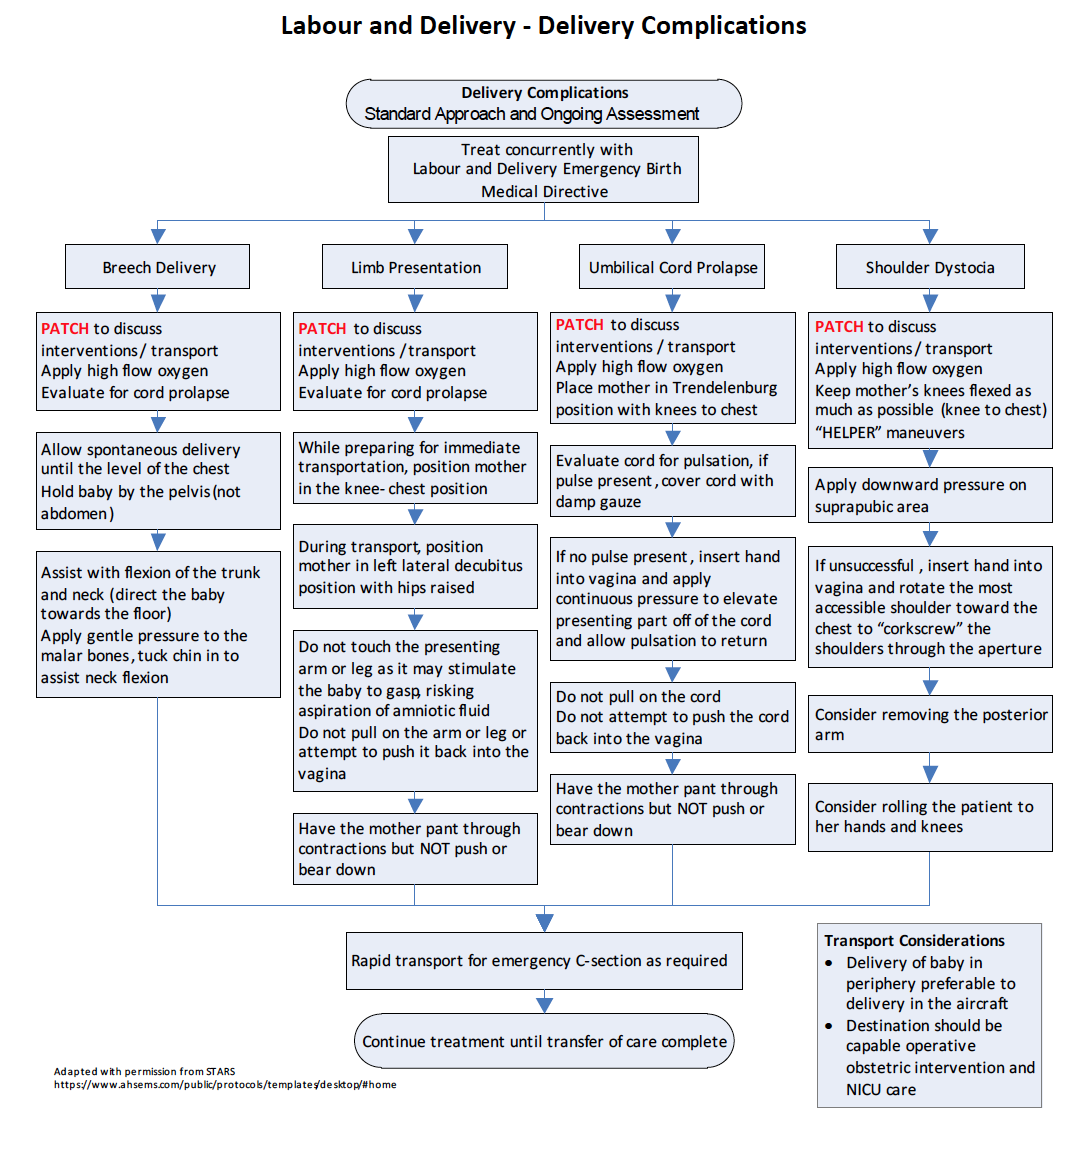 Labour and Delivery - Delivery Complications
Delivery Complications
Standard Approach and Ongoing Assessment
Treat concurrently with
Labour and Delivery Emergency Birth
Medical Directive
Breech Delivery
PATCH to discuss
interventions / transport
Apply high flow oxygen
Evaluate for cord prolapse
Allow spontaneous delivery
until the level of the chest
Hold baby by the pelvis (not
abdomen )
Assist with flexion of the trunk
and neck (direct the baby
towards the floor)
Apply gentle pressure to the
malar bones , tuck chin in to
assist neck flexion
Limb Presentation
PATCH to discuss
interventions / transport
Apply high flow oxygen
Evaluate for cord prolapse
While preparing for immediate
transportation, position mother
in the knee- chest position
During transport, position
mother in left lateral decubitus
position with hips raised
Do not touch the presenting
arm or leg as it may stimulate
the baby to gasp, risking
aspiration of amniotic fluid
Do not pull on the arm or leg or
attempt to push it back into the
vagina
Have the mother pant through
contractions but NOT push or
bear down
Umbilical Cord Prolapse
PATCH to discuss
interventions / transport
Apply high flow oxygen
Place mother in Trendelenburg
position with knees to chest
Evaluate cord for pulsation, if
pulse present , cover cord with
damp gauze
If no pulse present , insert hand
into vagina and apply
continuous pressure to elevate
presenting part off of the cord
and allow pulsation to return
Do not pull on the cord
Do not attempt to push the cord
back into the vagina
Have the mother pant through
contractions but NOT push or
bear down
Shoulder Dystocia
PATCH to discuss
interventions / transport
Apply high flow oxygen
Keep mother’s knees flexed as
much as possible (knee to chest)
“HELPER” maneuvers
Apply downward pressure on
suprapubic area
If unsuccessful , insert hand into
vagina and rotate the most
accessible shoulder toward the
chest to “corkscrew” the
shoulders through the aperture
Consider removing the posterior
arm
Consider rolling the patient to
her hands and knees
Rapid transport for emergency C-section as required
Continue treatment until transfer of care complete
Transport Considerations
• Delivery of baby in
periphery preferable to
delivery in the aircraft
• Destination should be
capable operative
obstetric intervention and
NICU care
Adapted with permission from STARS
https://www.ahsems.com/public/protocols/templates/desktop/#home